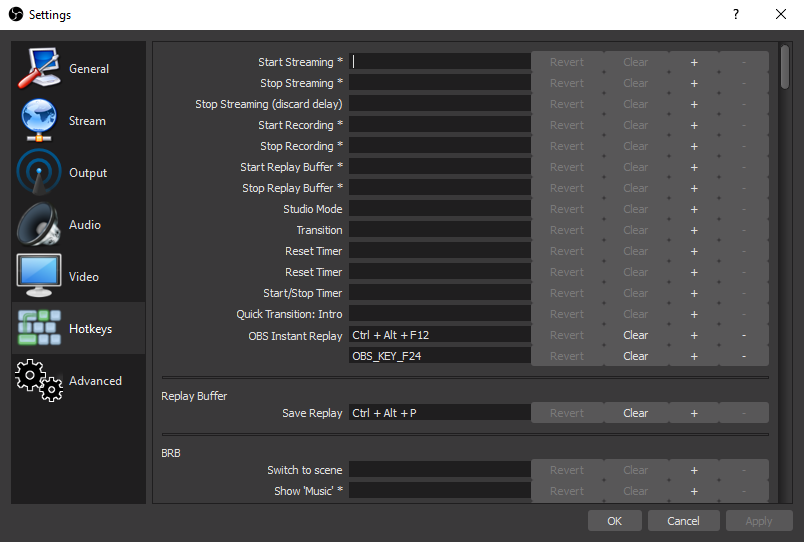 Settings
? ×
General
Stream
Output
Audio
Video
Hotkeys
Advanced
Start Streaming * Revert Clear + -
Stop Streaming * Revert Clear + -
Stop Streaming (discard delay) Revert Clear + -
Start Recording * Revert Clear + -
Stop Recording * Revert Clear + -
Start Replay Buffer * Revert Clear + -
Stop Replay Buffer * Revert Clear + -
Studio Mode Revert Clear + -
Transition Revert Clear + -
Reset Timer Revert Clear + -
Reset Timer Revert Clear + -
Start/Stop Timer Revert Clear + -
Quick Transition: Intro Revert Clear + -
OBS Instant Replay Ctrl + Alt + F12 Revert Clear + -
OBS_KEY_F24 Revert Clear + -
Replay Buffer
Save Replay Ctrl + Alt + P Revert Clear + -
BRB
Switch to scene Revert Clear + -
Show 'Music' * Revert Clear + -
OK Cancel Apply